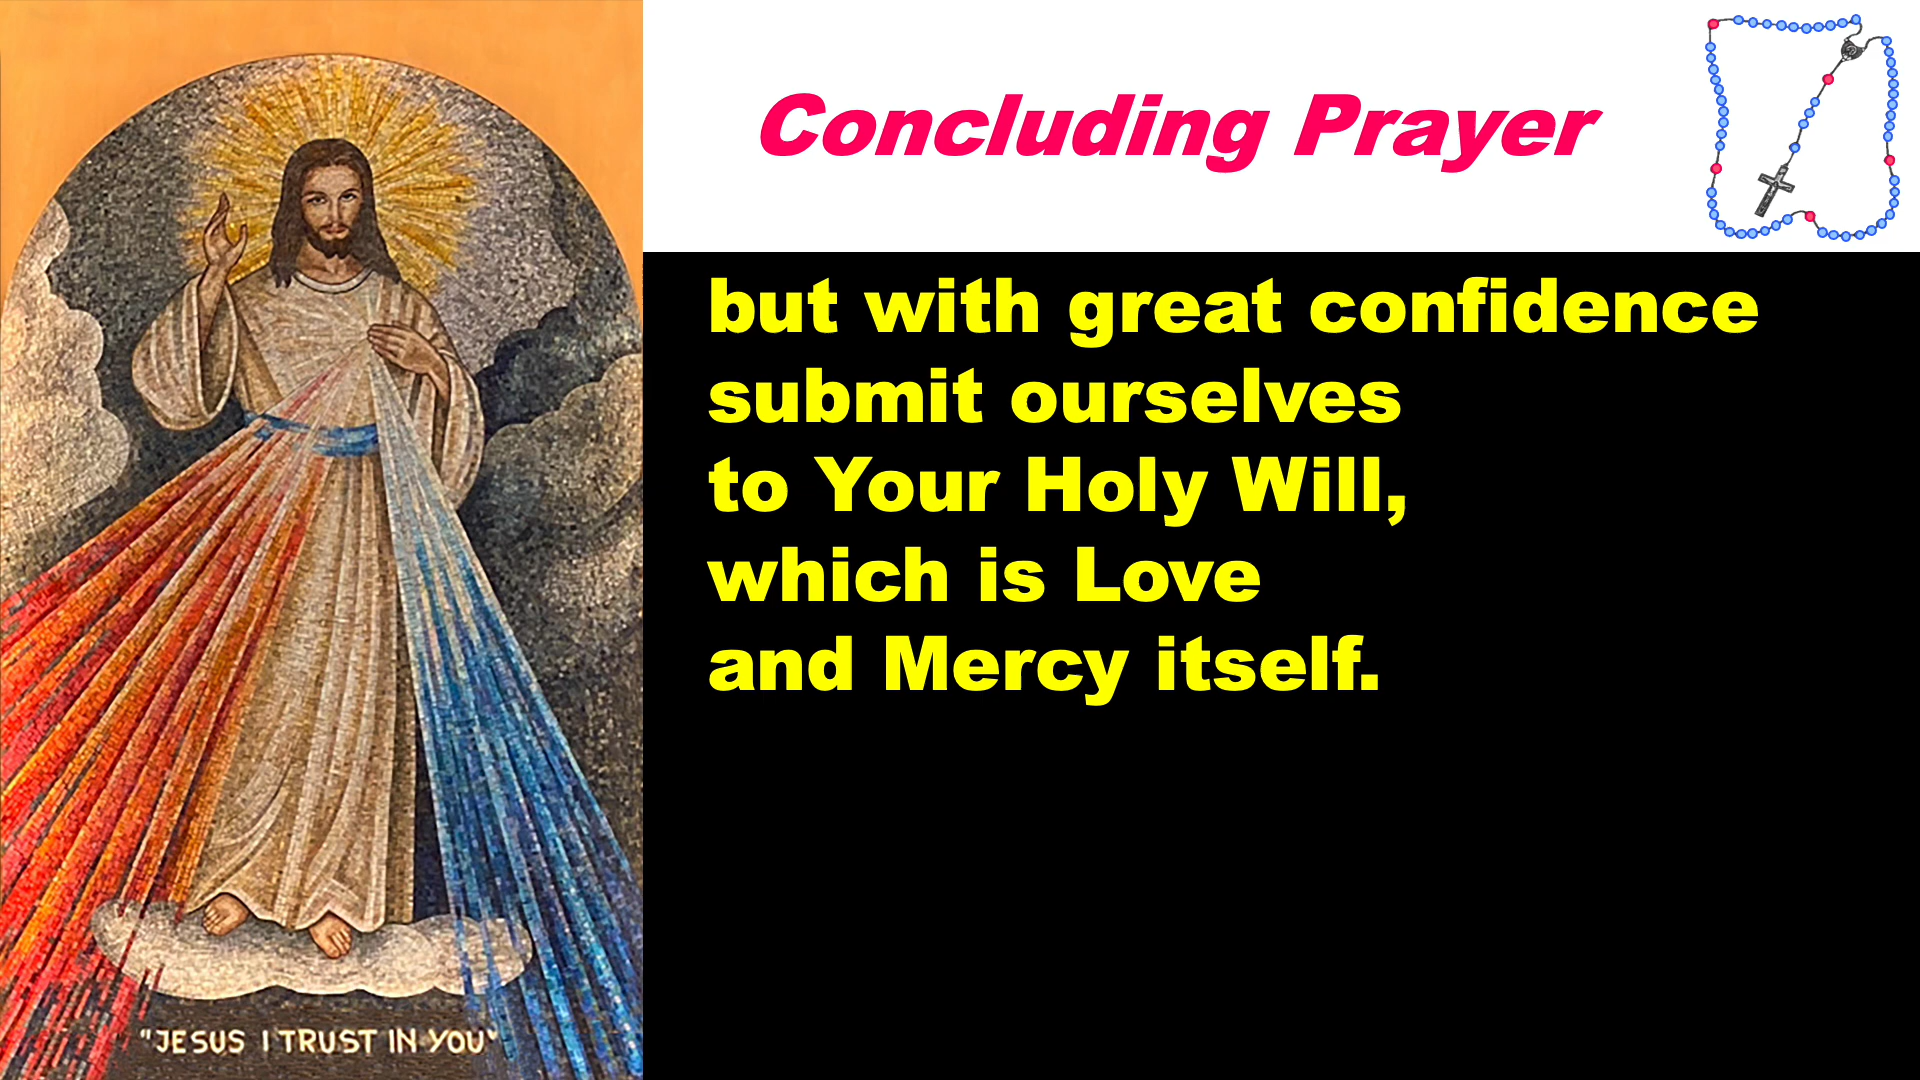 Concluding Prayer
but with great confidence
submit ourselves
to Your Holy Will,
which is Love
and Mercy itself.
"JESUS I TRUST IN YOU"